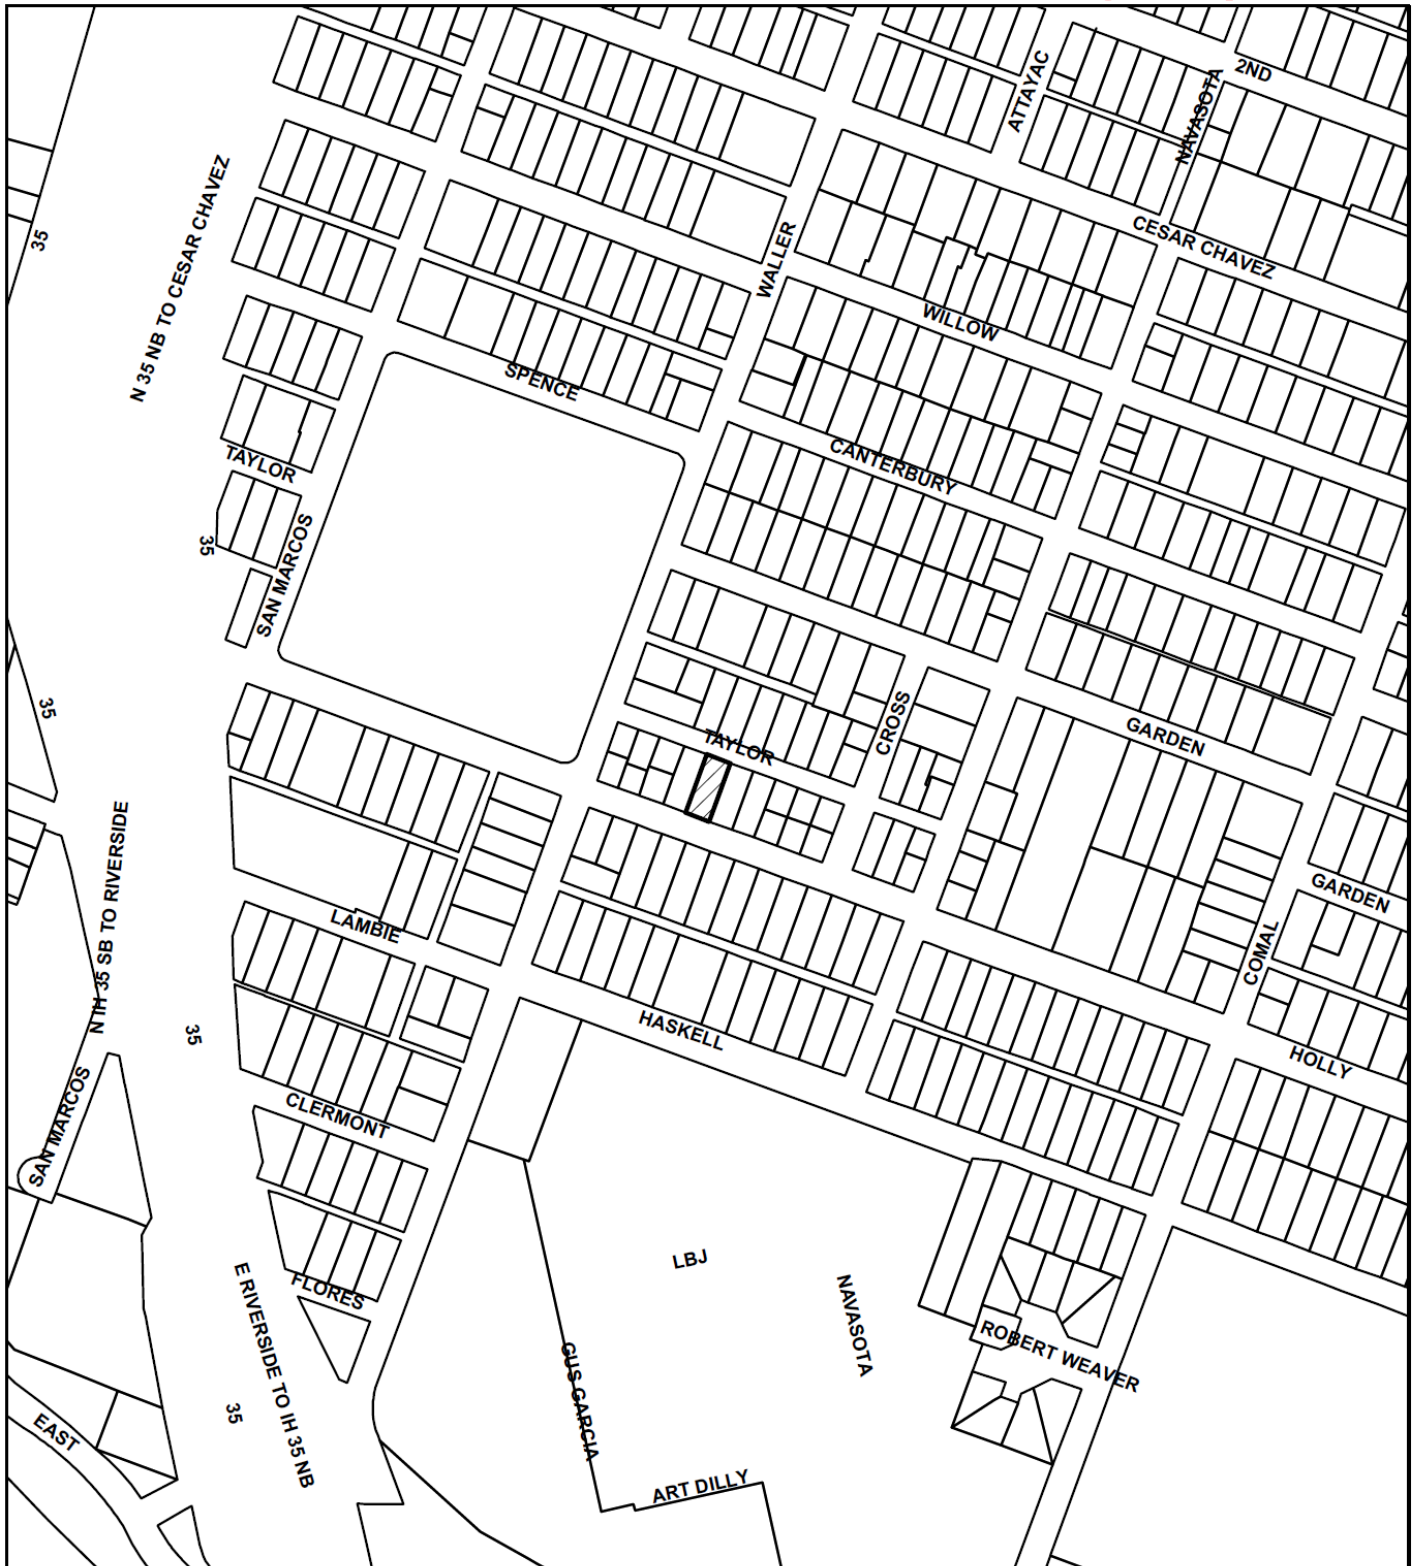 2ND
ATTAYAC
NAVASOTA
N 35 NB TO CESAR CHAVEZ
35
WALLER
CESAR CHAVEZ
WILLOW
SPENCE
CANTERBURY
TAYLOR
35
SAN MARCOS
35
CROSS
TAYLOR
GARDEN
GARDEN
N IH 35 SB TO RIVERSIDE
LAMBIE
COMAL
35
HASKELL
HOLLY
SAN MARCOS
CLERMONT
LBJ
FLORES
NAVASOTA
ROBERT WEAVER
E RIVERSIDE TO IH 35 NB
GUS GARCIA
35
EAST
ART DILLY